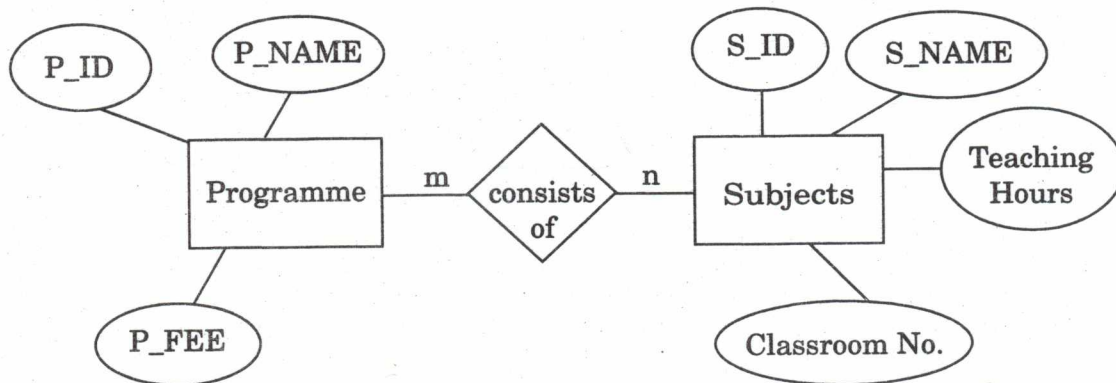 P_ID
P_NAME
S_ID
S_NAME
Teaching
Hours
Programme
m
consists
of
n
Subjects
P_FEE
Classroom No.